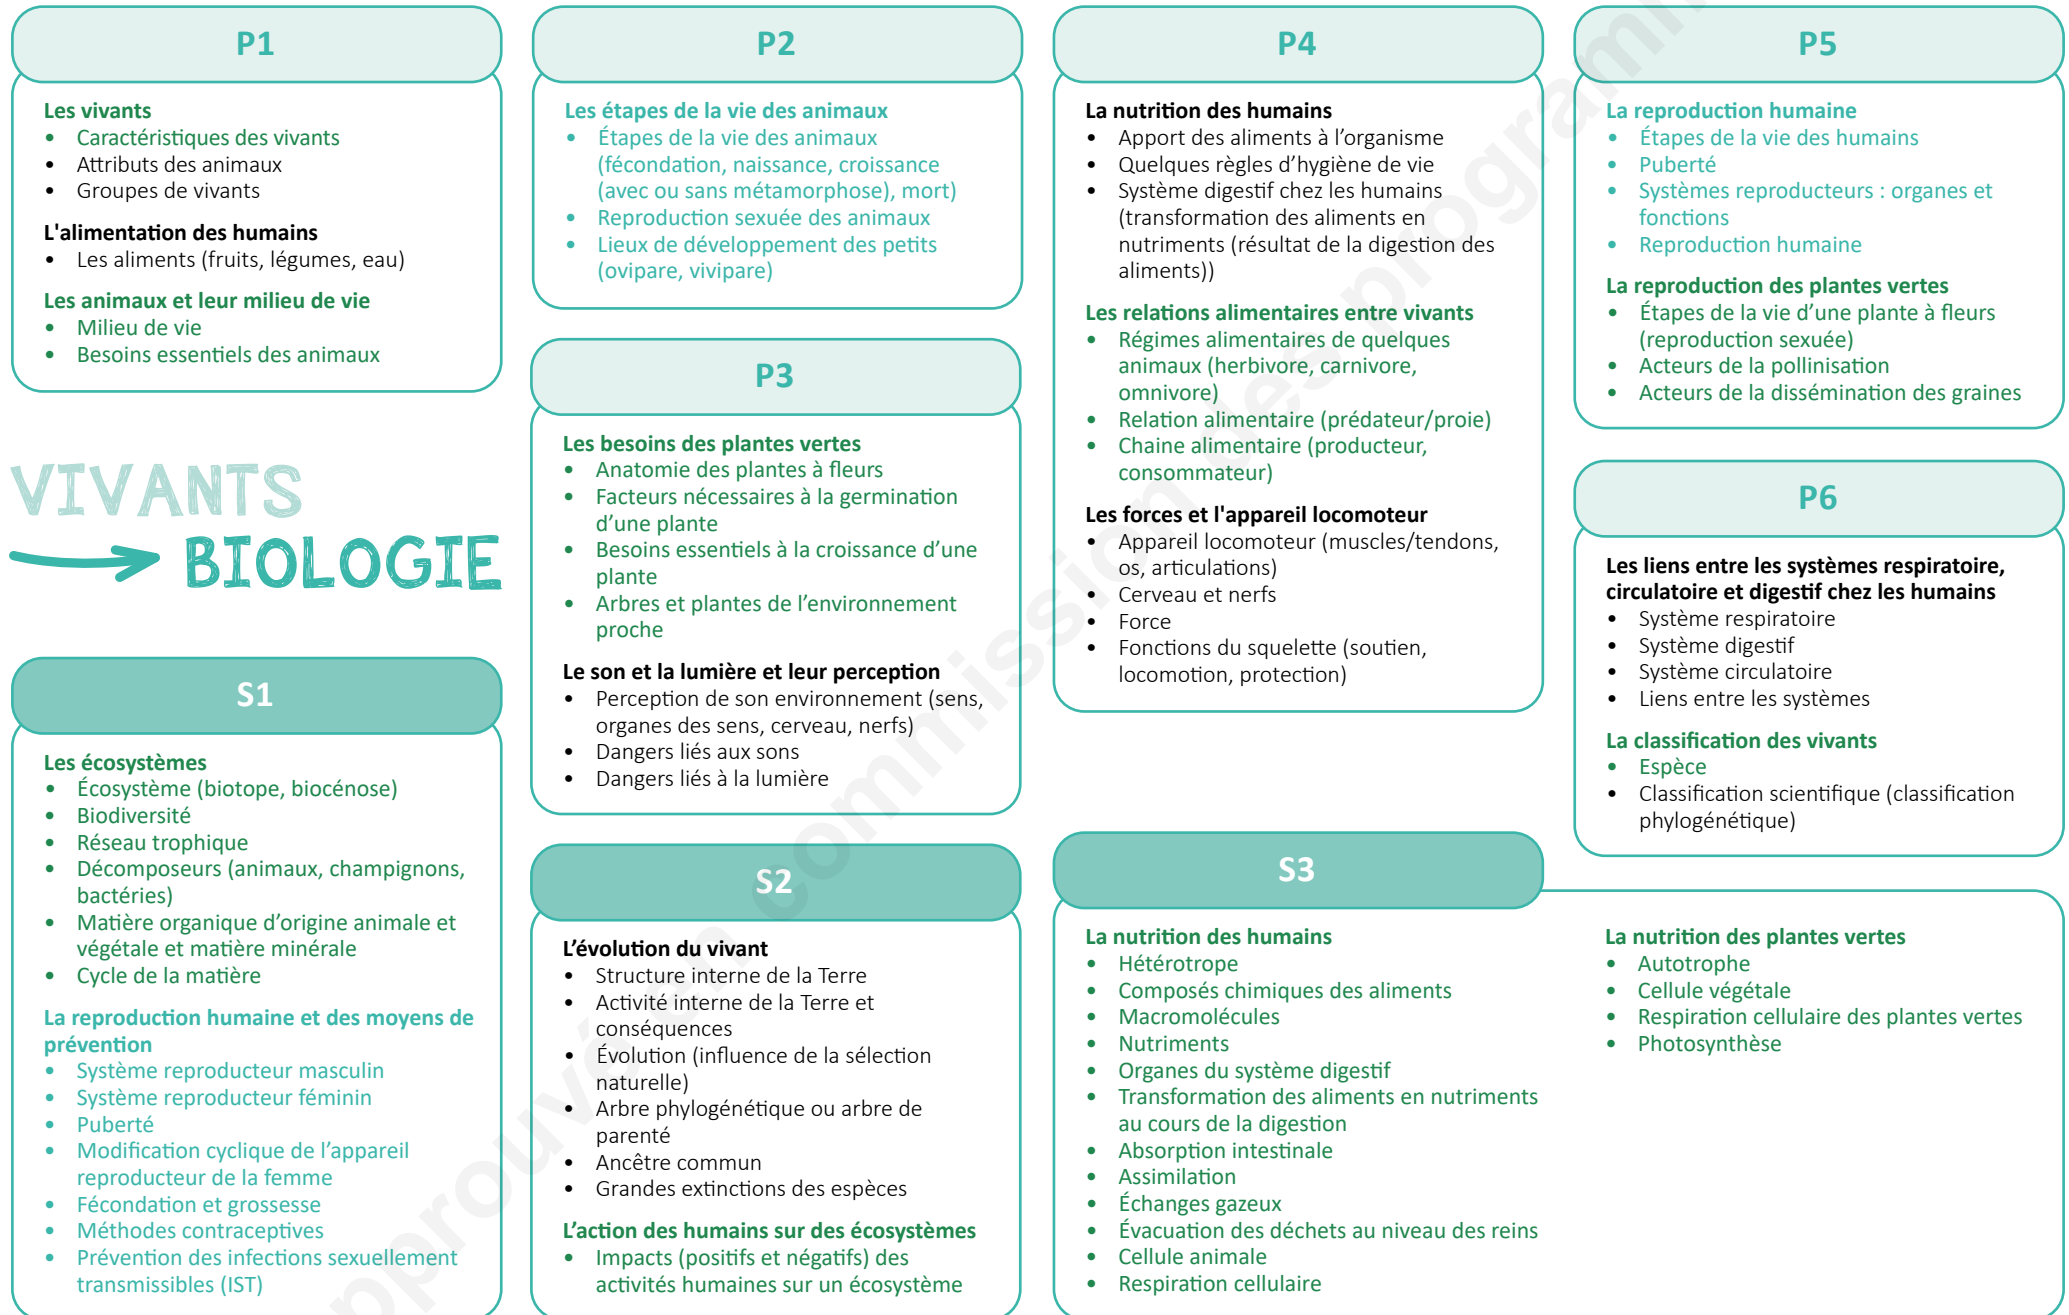 P1
Les vivants
• Caractéristiques des vivants
• Attributs des animaux
• Groupes de vivants
L'alimentation des humains
• Les aliments (fruits, légumes, eau)
Les animaux et leur milieu de vie
• Milieu de vie
• Besoins essentiels des animaux
P2
Les étapes de la vie des animaux
• Étapes de la vie des animaux
(fécondation, naissance, croissance
(avec ou sans métamorphose), mort)
• Reproduction sexuée des animaux
• Lieux de développement des petits
(ovipare, vivipare)
P3
Les besoins des plantes vertes
• Anatomie des plantes à fleurs
• Facteurs nécessaires à la germination
d'une plante
• Besoins essentiels à la croissance d'une
plante
• Arbres et plantes de l'environnement
proche
Le son et la lumière et leur perception
• Perception de son environnement (sens,
organes des sens, cerveau, nerfs)
• Dangers liés aux sons
• Dangers liés à la lumière
P4
La nutrition des humains
• Apport des aliments à l'organisme
• Quelques règles d'hygiène de vie
• Système digestif chez les humains
(transformation des aliments en
nutriments (résultat de la digestion des
aliments))
Les relations alimentaires entre vivants
• Régimes alimentaires de quelques
animaux (herbivore, carnivore,
omnivore)
• Relation alimentaire (prédateur/proie)
• Chaine alimentaire (producteur,
consommateur)
Les forces et l'appareil locomoteur
• Appareil locomoteur (muscles/tendons,
os, articulations)
• Cerveau et nerfs
• Force
• Fonctions du squelette (soutien,
locomotion, protection)
P5
La reproduction humaine
• Étapes de la vie des humains
• Puberté
• Systèmes reproducteurs : organes et
fonctions
• Reproduction humaine
La reproduction des plantes vertes
• Étapes de la vie d'une plante à fleurs
(reproduction sexuée)
• Acteurs de la pollinisation
• Acteurs de la dissémination des graines
P6
Les liens entre les systèmes respiratoire,
circulatoire et digestif chez les humains
• Système respiratoire
• Système digestif
• Système circulatoire
• Liens entre les systèmes
La classification des vivants
• Espèce
• Classification scientifique (classification
phylogénétique)
VIVANTS
BIOLOGIE
S1
Les écosystèmes
• Écosystème (biotope, biocénose)
• Biodiversité
• Réseau trophique
• Décomposeurs (animaux, champignons,
bactéries)
• Matière organique d'origine animale et
végétale et matière minérale
• Cycle de la matière
La reproduction humaine et des moyens de
prévention
• Système reproducteur masculin
• Système reproducteur féminin
• Puberté
• Modification cyclique de l'appareil
reproducteur de la femme
• Fécondation et grossesse
• Méthodes contraceptives
• Prévention des infections sexuellement
transmissibles (IST)
S2
L'évolution du vivant
• Structure interne de la Terre
• Activité interne de la Terre et
conséquences
• Évolution (influence de la sélection
naturelle)
• Arbre phylogénétique ou arbre de
parenté
• Ancêtre commun
• Grandes extinctions des espèces
L'action des humains sur des écosystèmes
• Impacts (positifs et négatifs) des
activités humaines sur un écosystème
S3
La nutrition des humains
• Hétérotrope
• Composés chimiques des aliments
• Macromolécules
• Nutriments
• Organes du système digestif
• Transformation des aliments en nutriments
au cours de la digestion
• Absorption intestinale
• Assimilation
• Échanges gazeux
• Évacuation des déchets au niveau des reins
• Cellule animale
• Respiration cellulaire
La nutrition des plantes vertes
• Autotrophe
• Cellule végétale
• Respiration cellulaire des plantes vertes
• Photosynthèse
en commission des